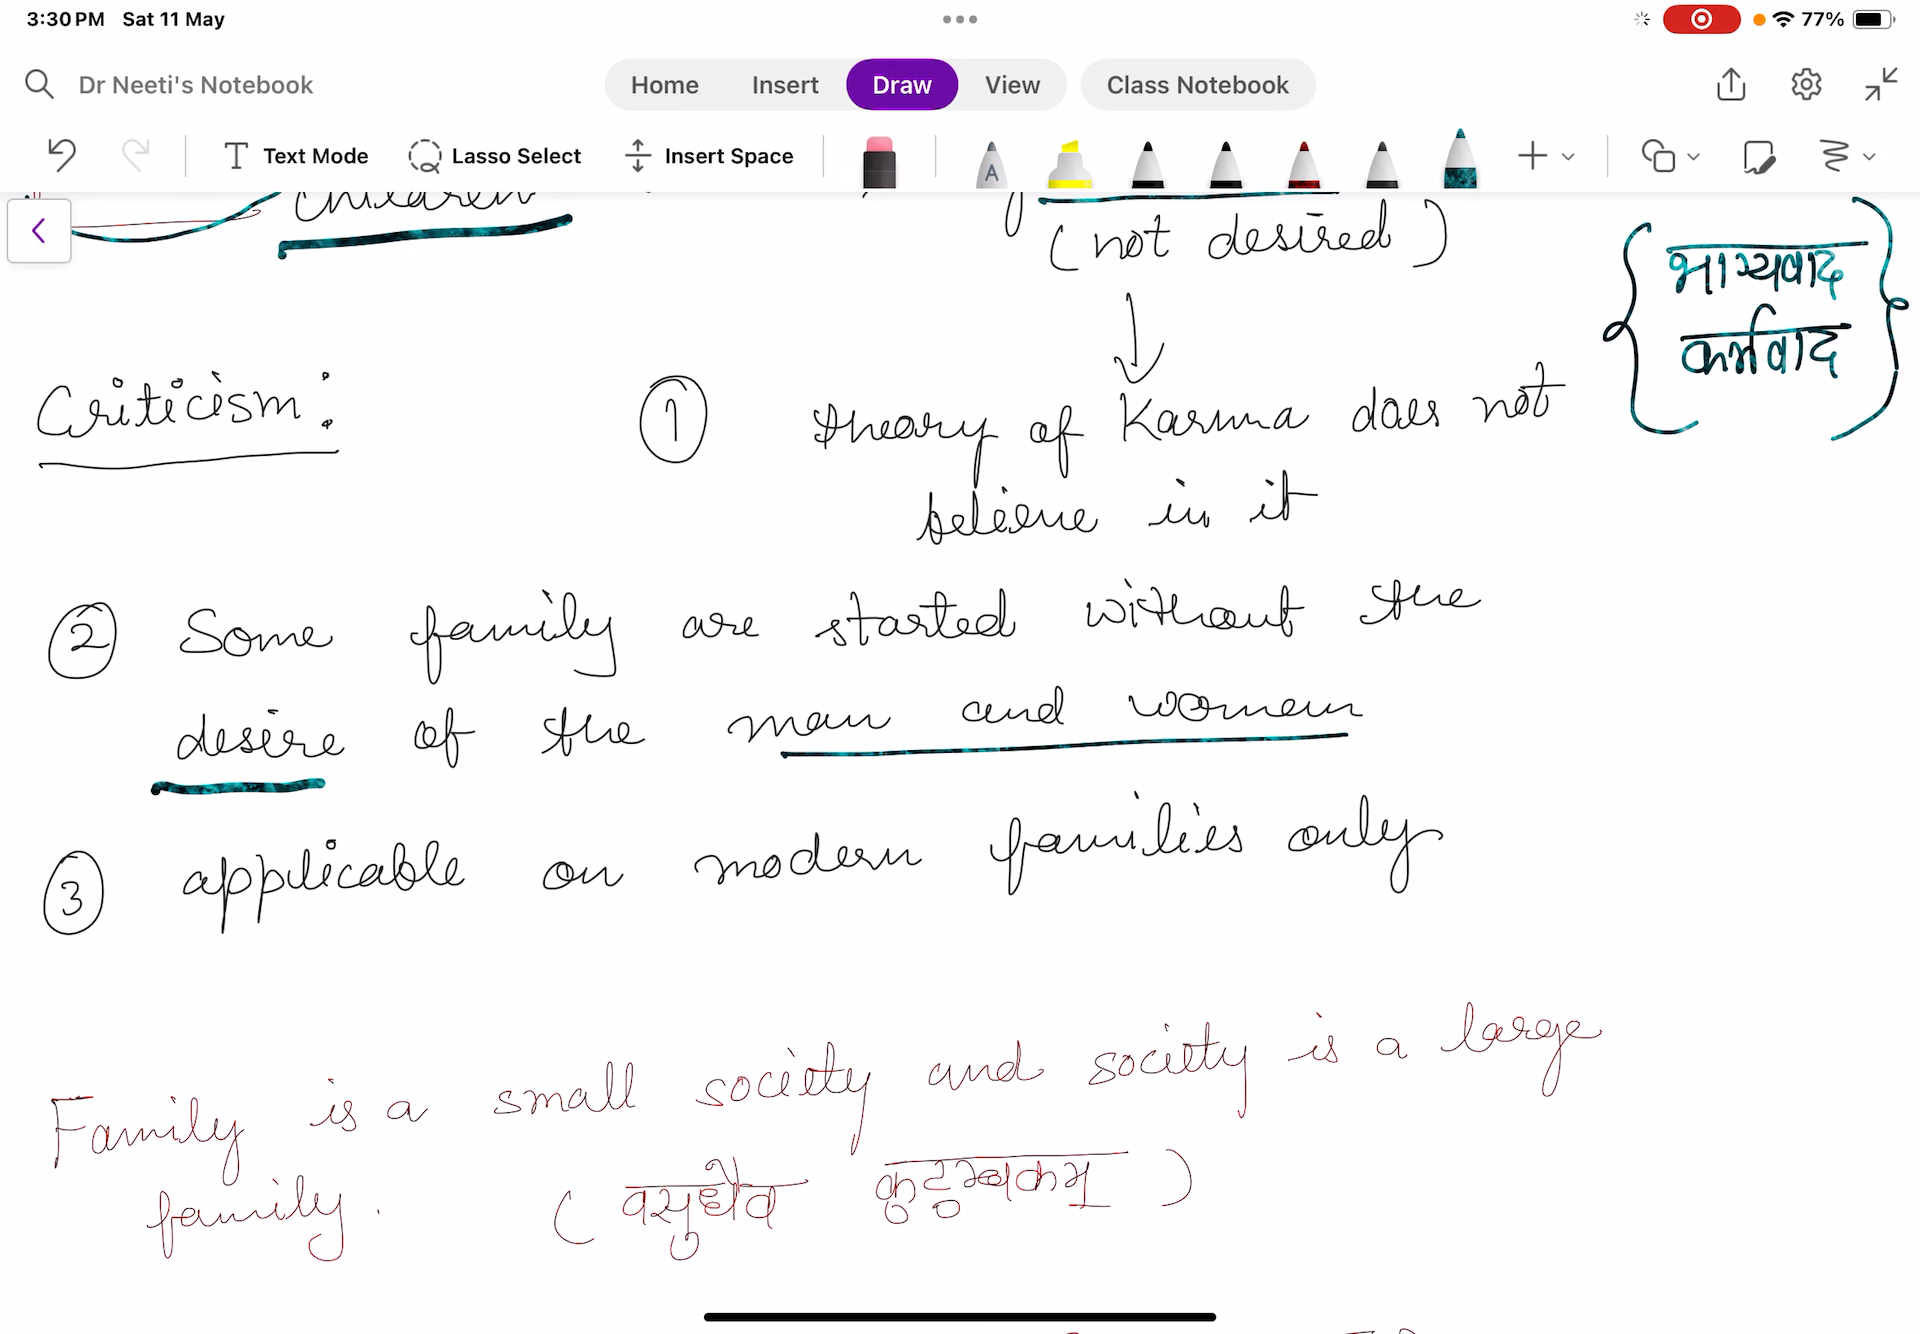 3:30 PM Sat 11 May 77%
Dr Neeti's Notebook Home Insert Draw View Class Notebook
Text Mode Lasso Select Insert Space A
Children
(not desired)
भाग्यवाद
कर्मवाद
Criticism: ① theory of Karma does not
believe in it
② Some family are started without the
desire of the man and women
③ applicable on modern families only
Family is a small society and society is a large
family. (वसुधैव कुटुम्बकम्)